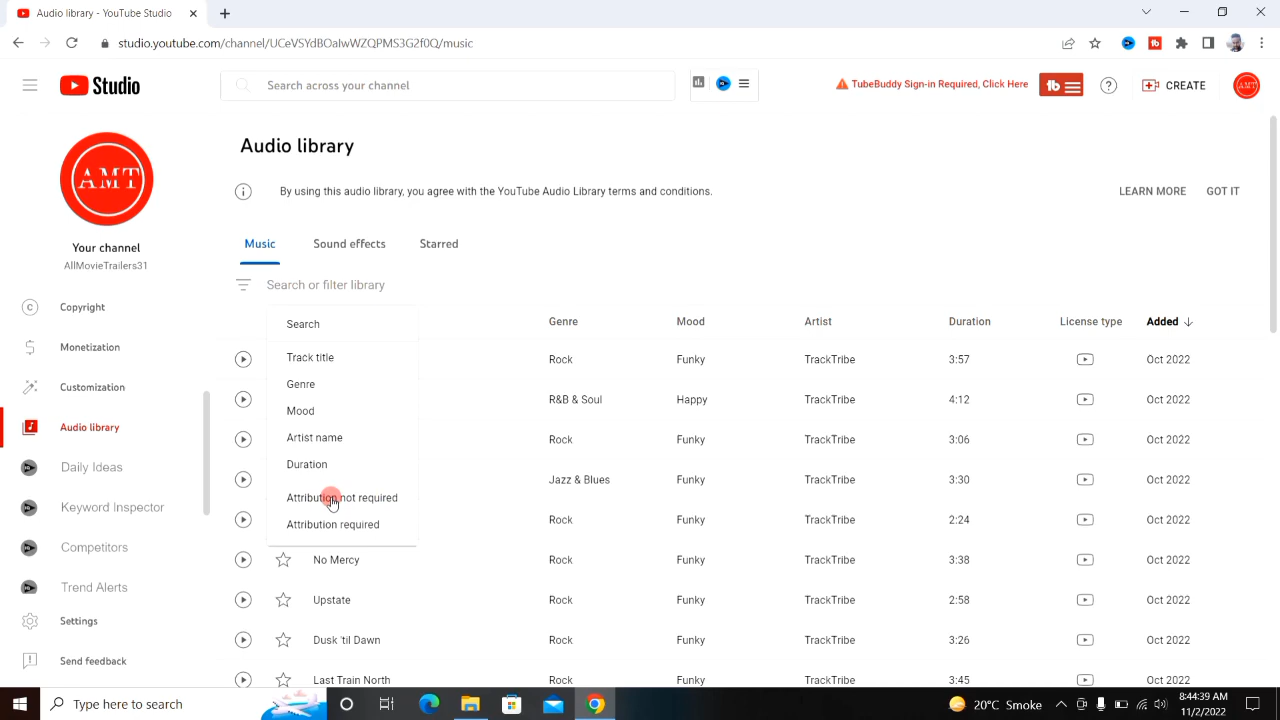 Audio library - YouTube Studio
studio.youtube.com/channel/UCeVSYdBOaIwWZQPMS3G2f0Q/music
Studio
Search across your channel
TubeBuddy Sign-in Required, Click Here
tb
CREATE
AMT
AMT
Your channel
AllMovieTrailers31
Copyright
Monetization
Customization
Audio library
Daily Ideas
Keyword Inspector
Competitors
Trend Alerts
Settings
Send feedback
Audio library
By using this audio library, you agree with the YouTube Audio Library terms and conditions.
LEARN MORE
GOT IT
Music
Sound effects
Starred
Search or filter library
Search
Track title
Genre
Mood
Artist name
Duration
Attribution not required
Attribution required
Genre Mood Artist Duration License type Added
Rock Funky TrackTribe 3:57 Oct 2022
R&B & Soul Happy TrackTribe 4:12 Oct 2022
Rock Funky TrackTribe 3:06 Oct 2022
Jazz & Blues Funky TrackTribe 3:30 Oct 2022
Rock Funky TrackTribe 2:24 Oct 2022
No Mercy Rock Funky TrackTribe 3:38 Oct 2022
Upstate Rock Funky TrackTribe 2:58 Oct 2022
Dusk 'til Dawn Rock Funky TrackTribe 3:26 Oct 2022
Last Train North Rock Funky TrackTribe 3:45 Oct 2022
Type here to search
20°C Smoke
8:44:39 AM
11/2/2022